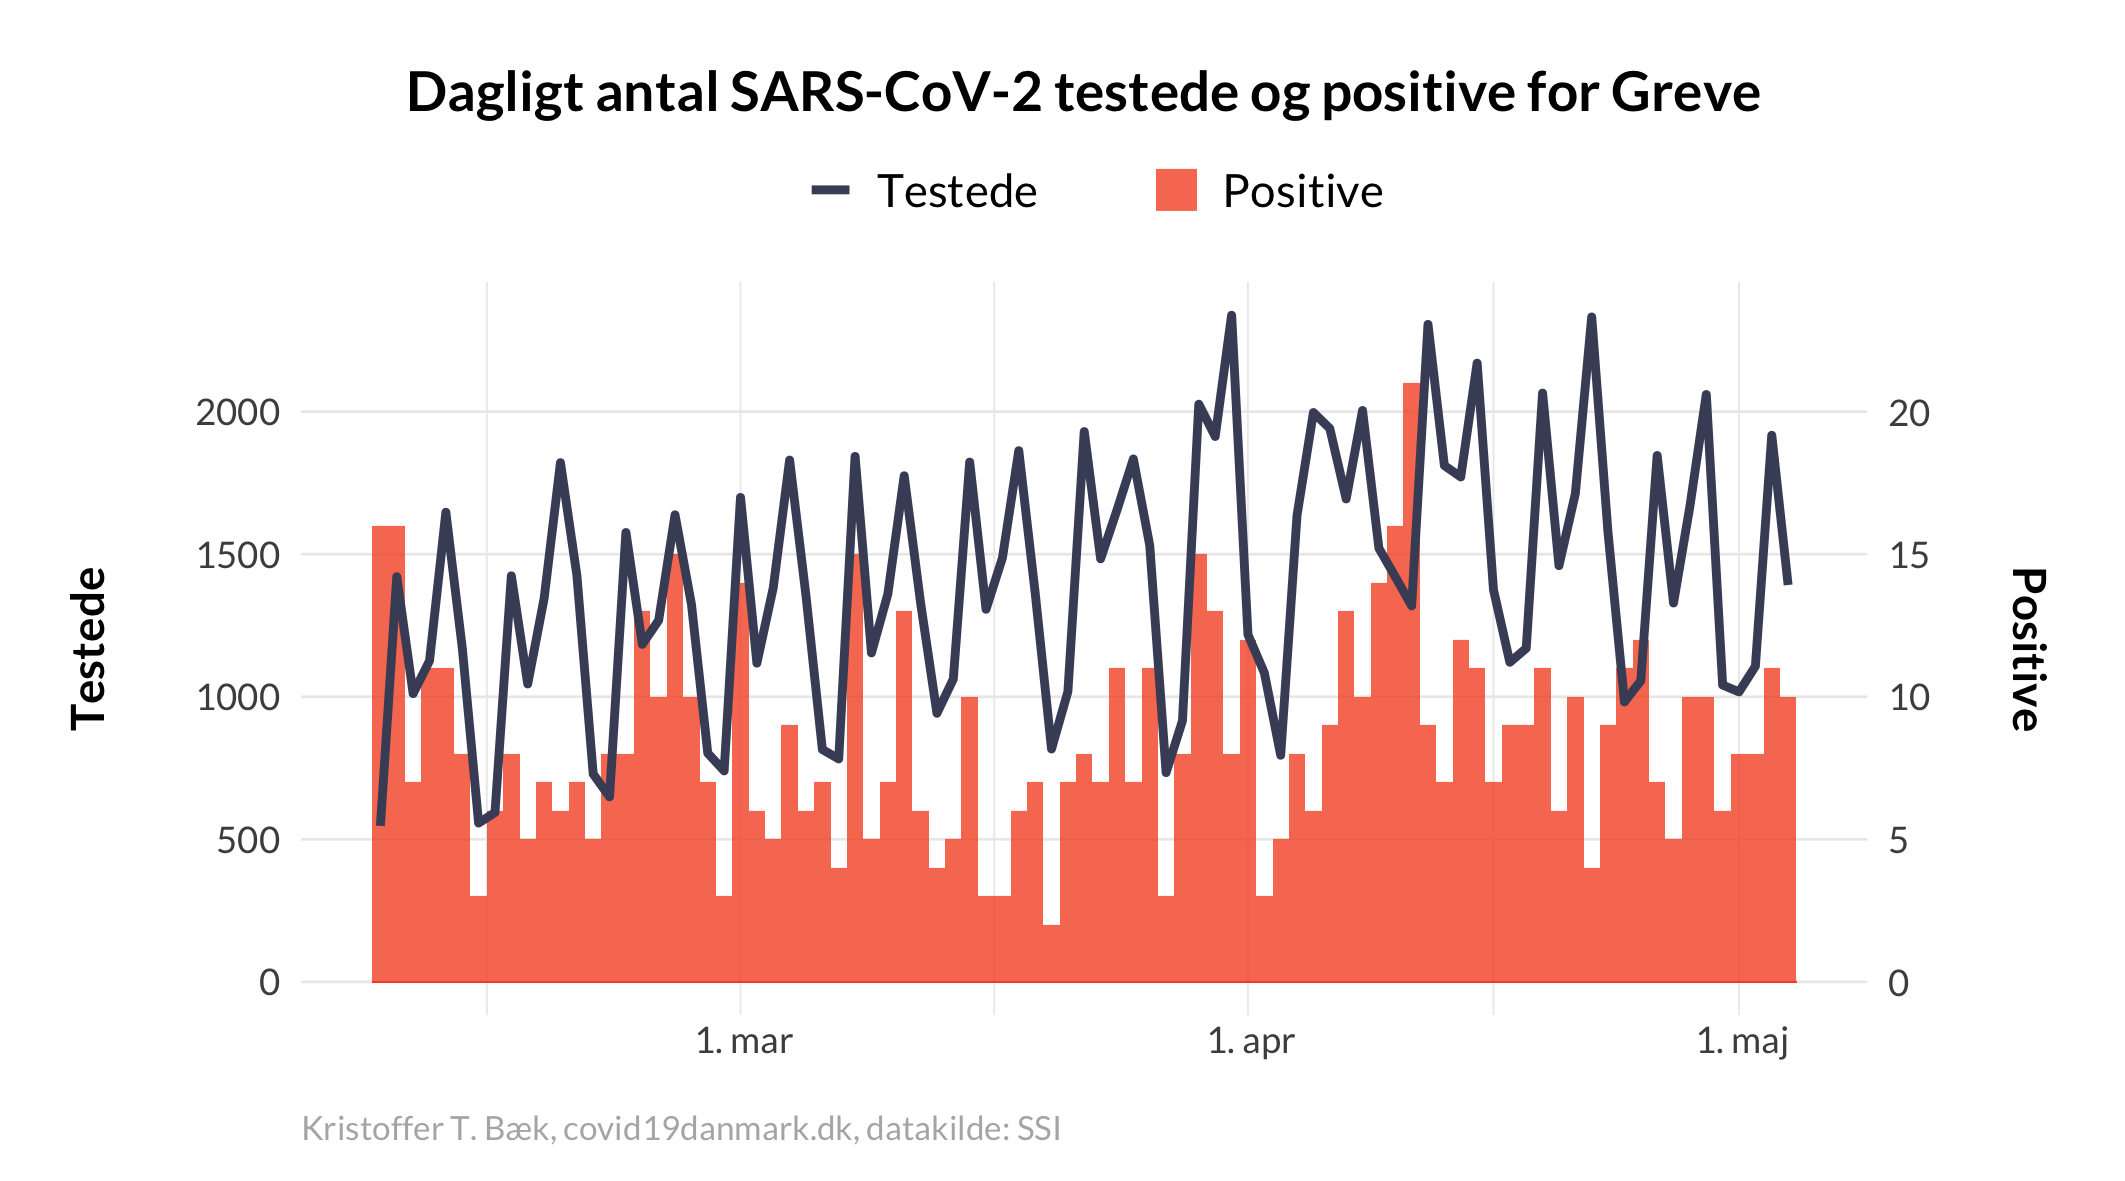 Dagligt antal SARS-CoV-2 testede og positive for Greve
Testede
Positive
2000
1500
1000
500
0
20
15
10
5
0
Testede
Positive
1. mar
1. apr
1. maj
Kristoffer T. Bæk, covid19danmark.dk, datakilde: SSI